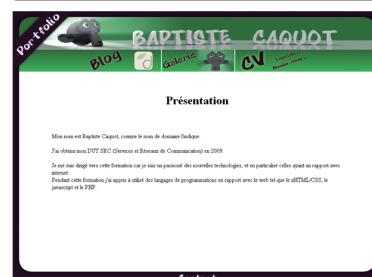 Portfolio
BAPTISTE CAQUOT
Blog
Galerie
CV
Présentation
Mon nom est Baptiste Caquot, comme le nom de domaine l'indique.
J'ai obtenu mon DUT SRC (Services et Réseaux de Communication) en 2009.
Je me suis dirigé vers cette formation car je suis un passioné des nouvelles technologies, et en particulier celles ayant un rapport avec
internet.
Pendant cette formation j'ai appris à utilisé des langages de programmations en rapport avec le web tel que le xHTML/CSS, le
javascript et le PHP.